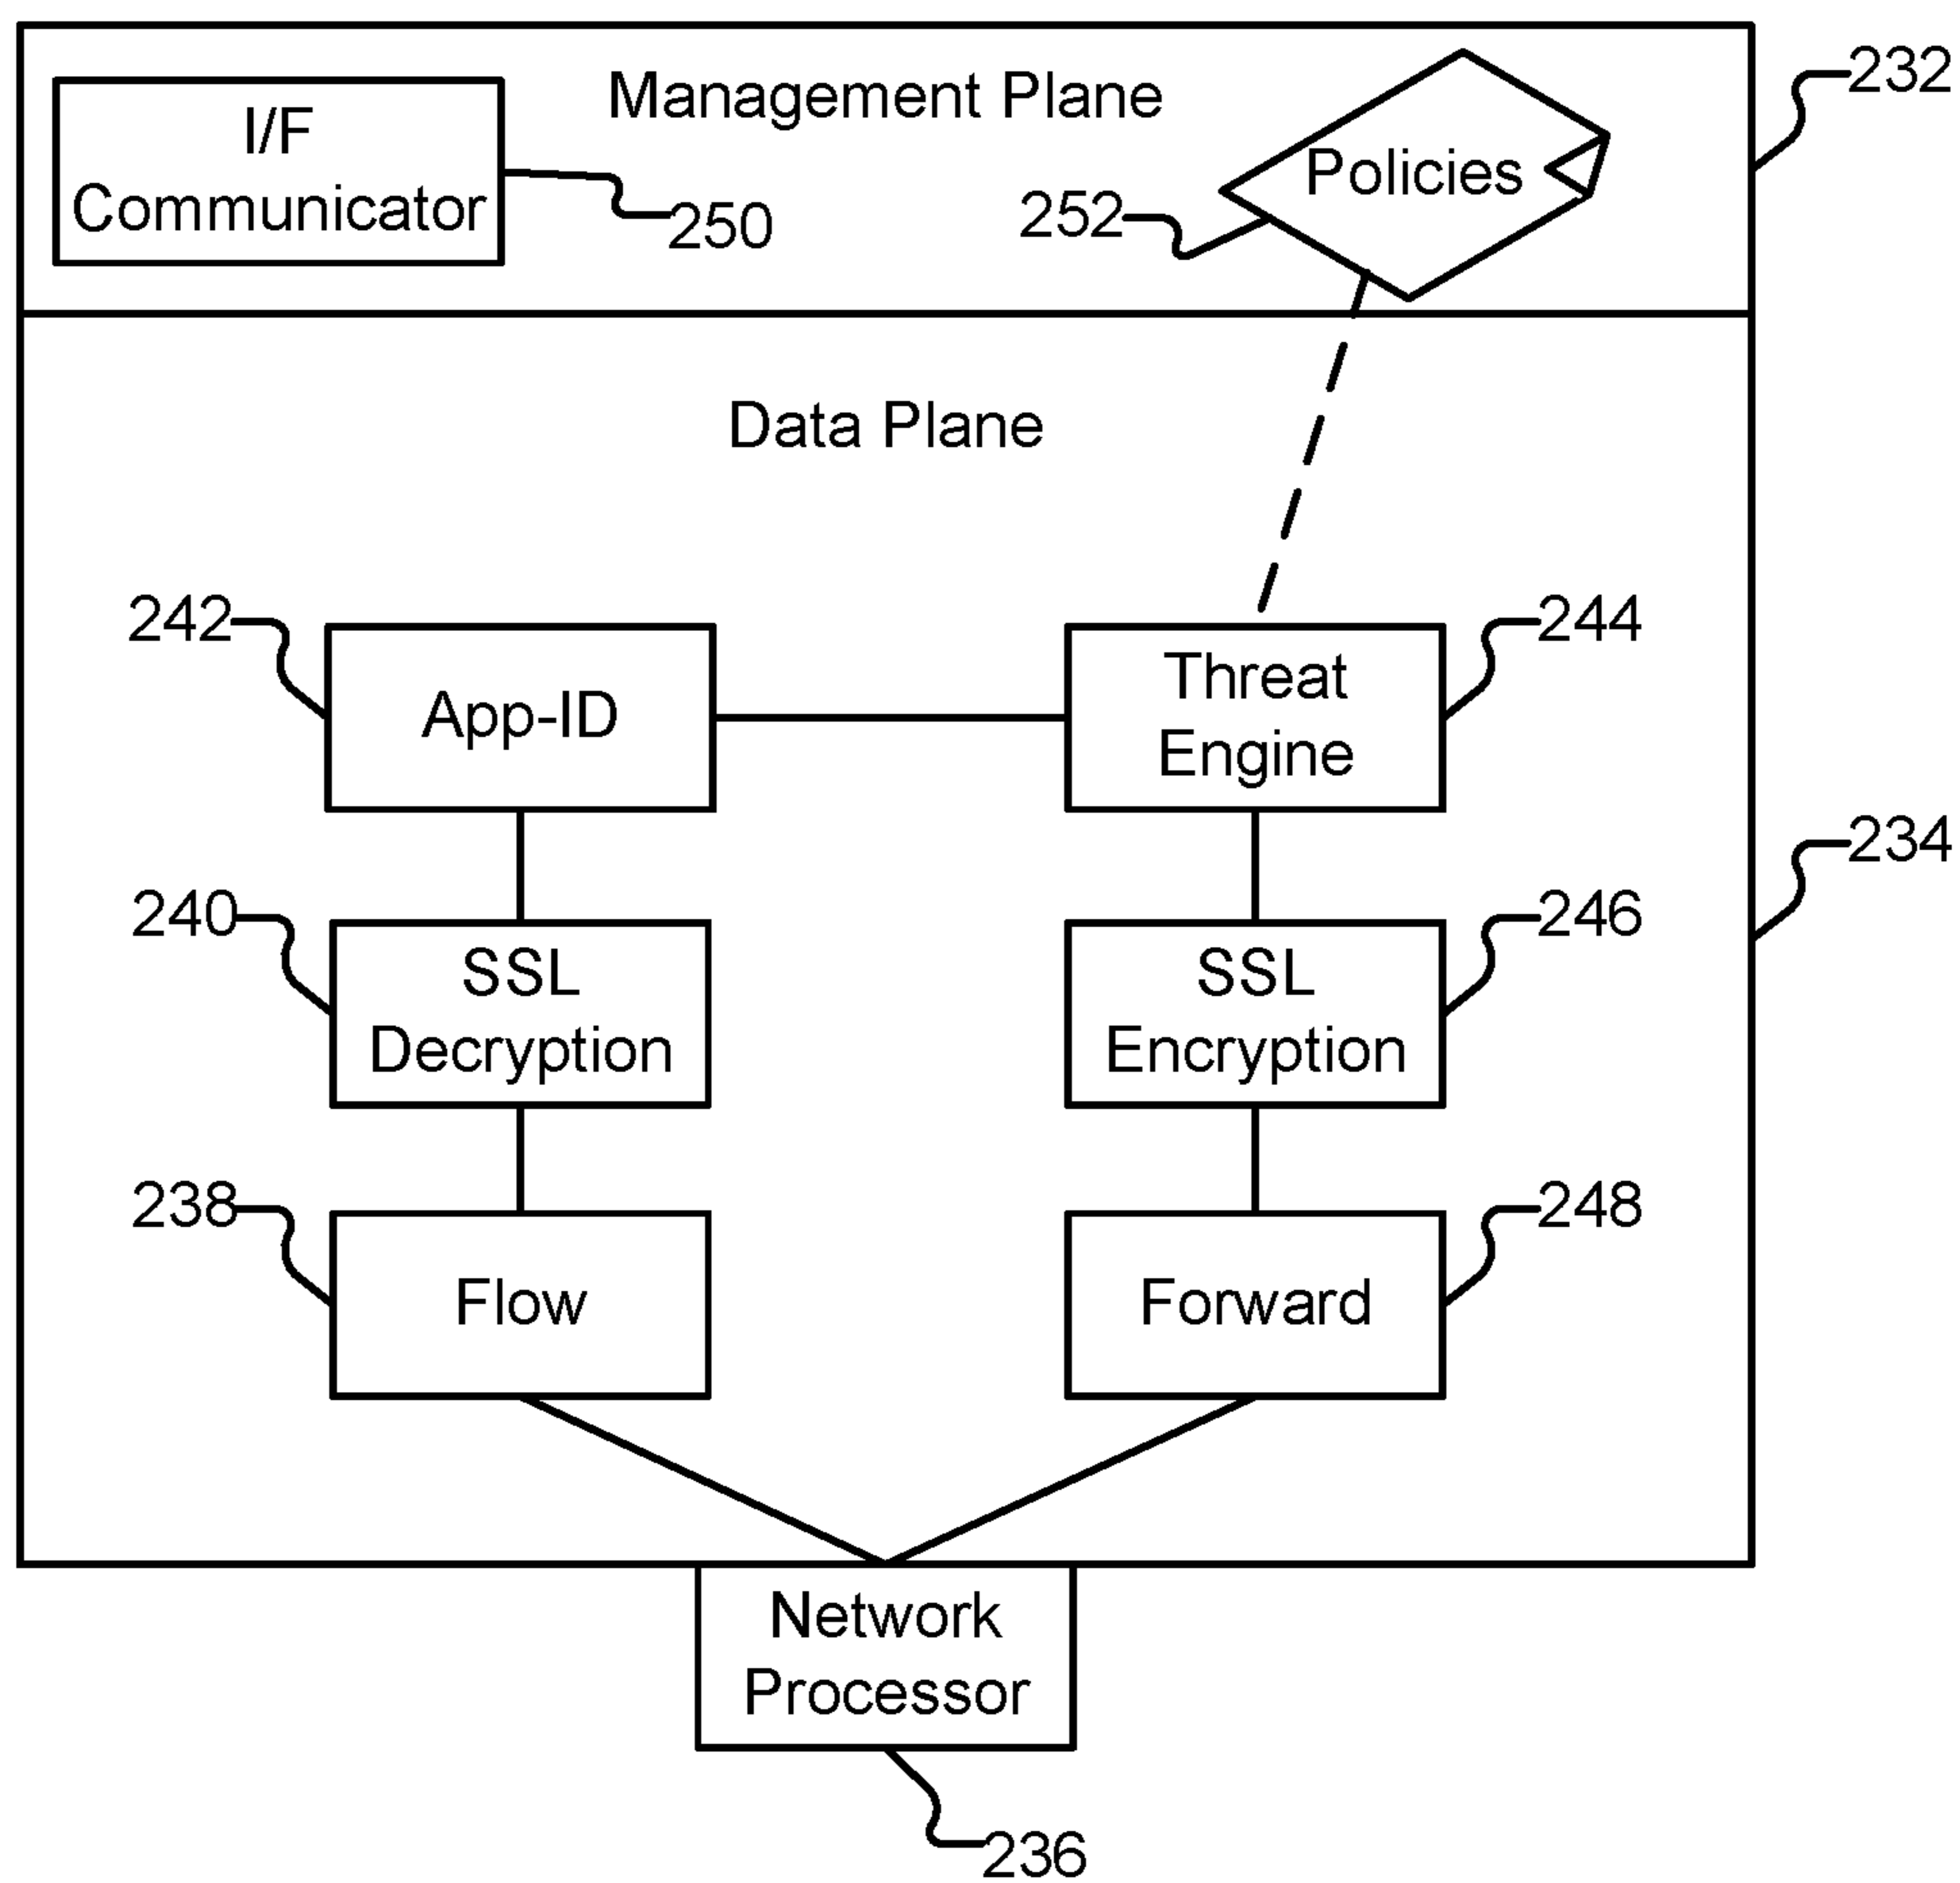 Management Plane
232
I/F
Communicator
250
252
Policies
Data Plane
242
App-ID
Threat
Engine
244
234
240
SSL
Decryption
SSL
Encryption
246
238
Flow
Forward
248
Network
Processor
236